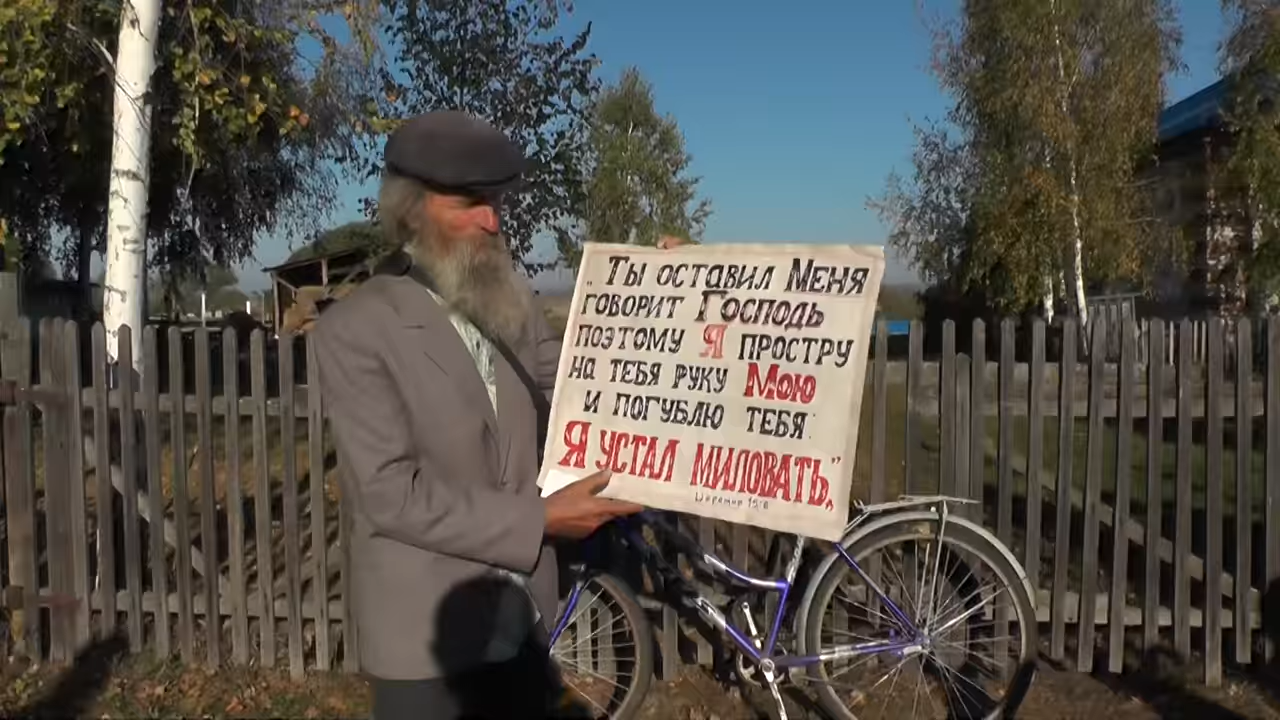 „Ты оставил Меня
говорит Господь
поэтому Я простру
на тебя руку Мою
и погублю тебя:
Я устал миловать,”